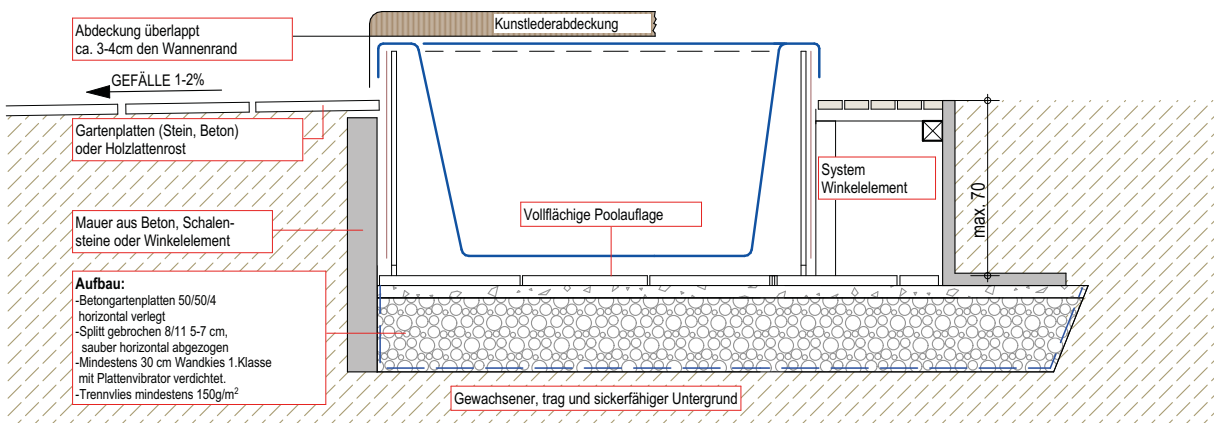 Kunstlederabdeckung
Abdeckung überlappt
ca. 3-4cm den Wannenrand
GEFÄLLE 1-2%
Gartenplatten (Stein, Beton)
oder Holzlattenrost
System
Winkelelement
max. 70
Mauer aus Beton, Schalen-
steine oder Winkelelement
Vollflächige Poolauflage
Aufbau:
-Betongartenplatten 50/50/4
horizontal verlegt
-Splitt gebrochen 8/11 5-7 cm,
sauber horizontal abgezogen
-Mindestens 30 cm Wandkies 1.Klasse
mit Plattenvibrator verdichtet.
-Trennvlies mindestens 150g/m²
Gewachsener, trag und sickerfähiger Untergrund